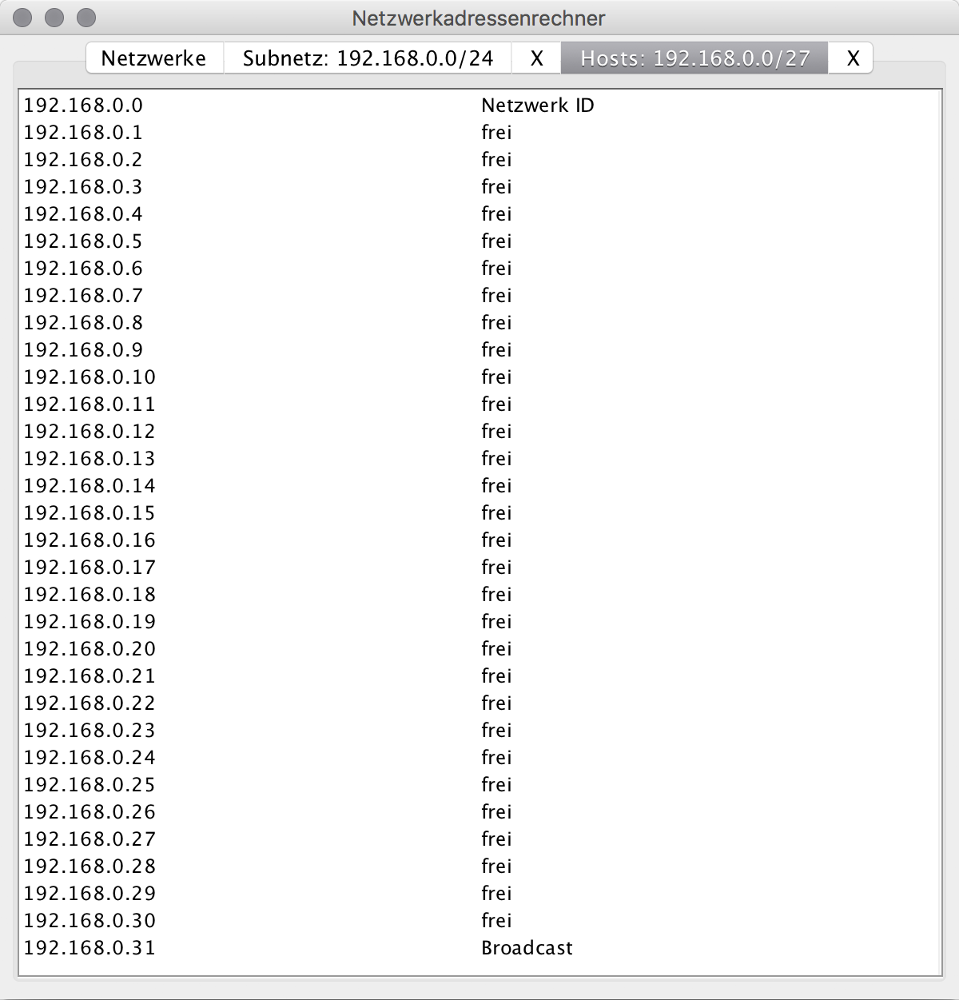 Netzwerkadressenrechner
Netzwerke Subnetz: 192.168.0.0/24 X Hosts: 192.168.0.0/27 X
192.168.0.0 Netzwerk ID
192.168.0.1 frei
192.168.0.2 frei
192.168.0.3 frei
192.168.0.4 frei
192.168.0.5 frei
192.168.0.6 frei
192.168.0.7 frei
192.168.0.8 frei
192.168.0.9 frei
192.168.0.10 frei
192.168.0.11 frei
192.168.0.12 frei
192.168.0.13 frei
192.168.0.14 frei
192.168.0.15 frei
192.168.0.16 frei
192.168.0.17 frei
192.168.0.18 frei
192.168.0.19 frei
192.168.0.20 frei
192.168.0.21 frei
192.168.0.22 frei
192.168.0.23 frei
192.168.0.24 frei
192.168.0.25 frei
192.168.0.26 frei
192.168.0.27 frei
192.168.0.28 frei
192.168.0.29 frei
192.168.0.30 frei
192.168.0.31 Broadcast